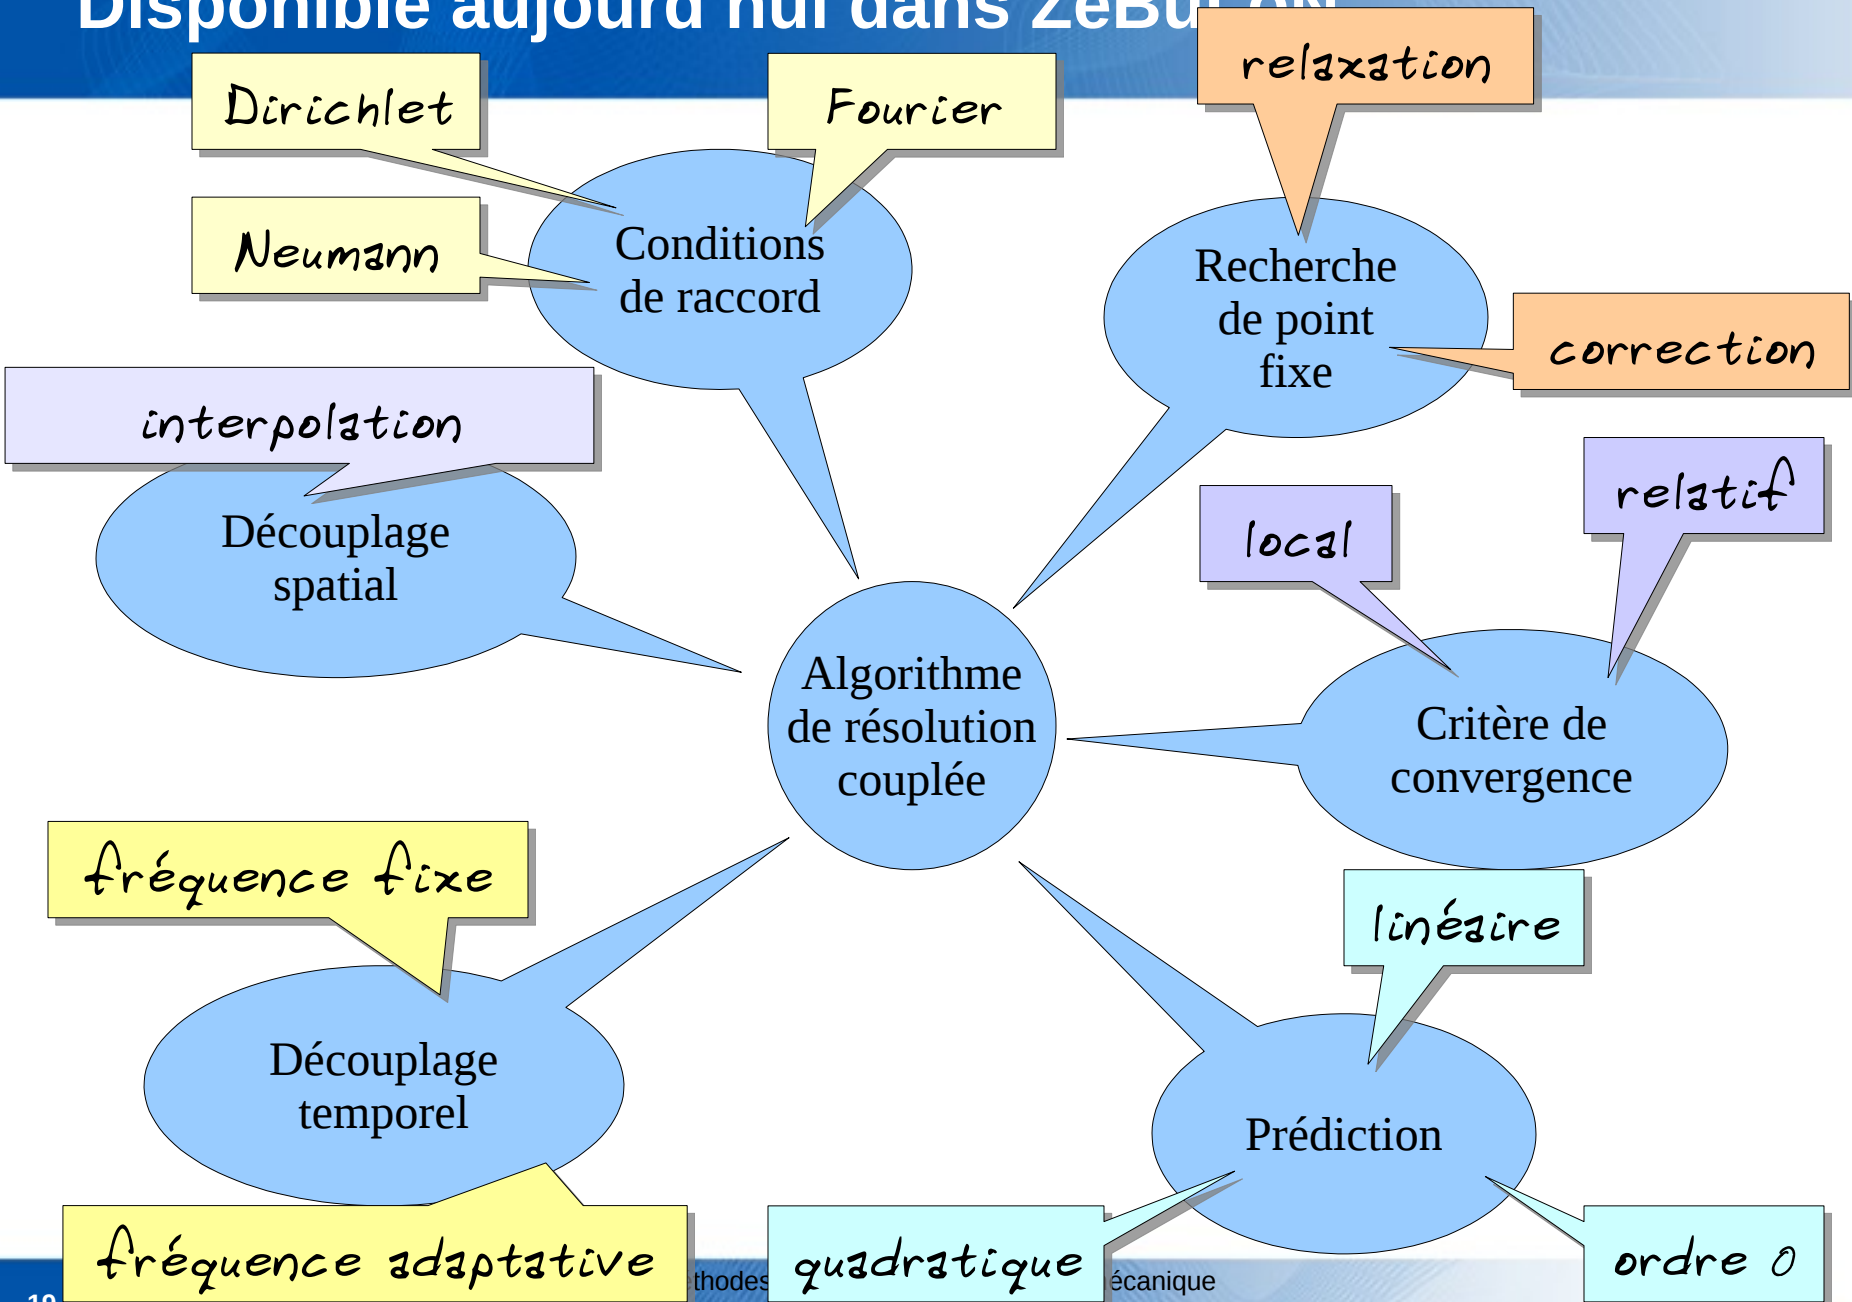 Disponible aujourd'hui dans ZéBuLoN
Dirichlet
Fourier
relaxation
Neumann
Conditions
de raccord
Recherche
de point
fixe
correction
interpolation
Découplage
spatial
local
relatif
Algorithme
de résolution
couplée
Critère de
convergence
fréquence fixe
linéaire
Découplage
temporel
Prédiction
fréquence adaptative
quadratique
ordre 0